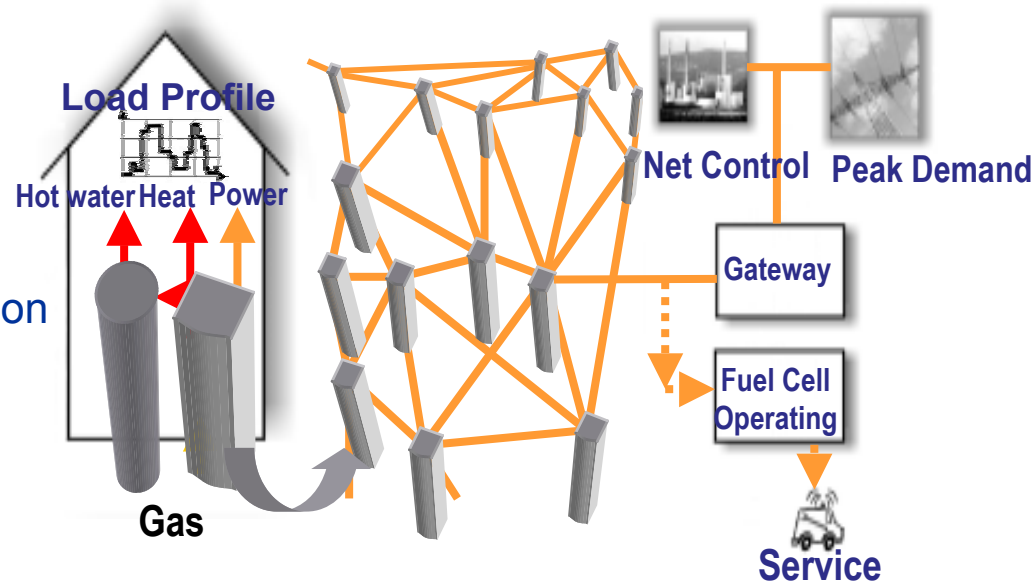 Load Profile
Hot water Heat Power
on
Gas
Net Control
Peak Demand
Gateway
Fuel Cell
Operating
Service